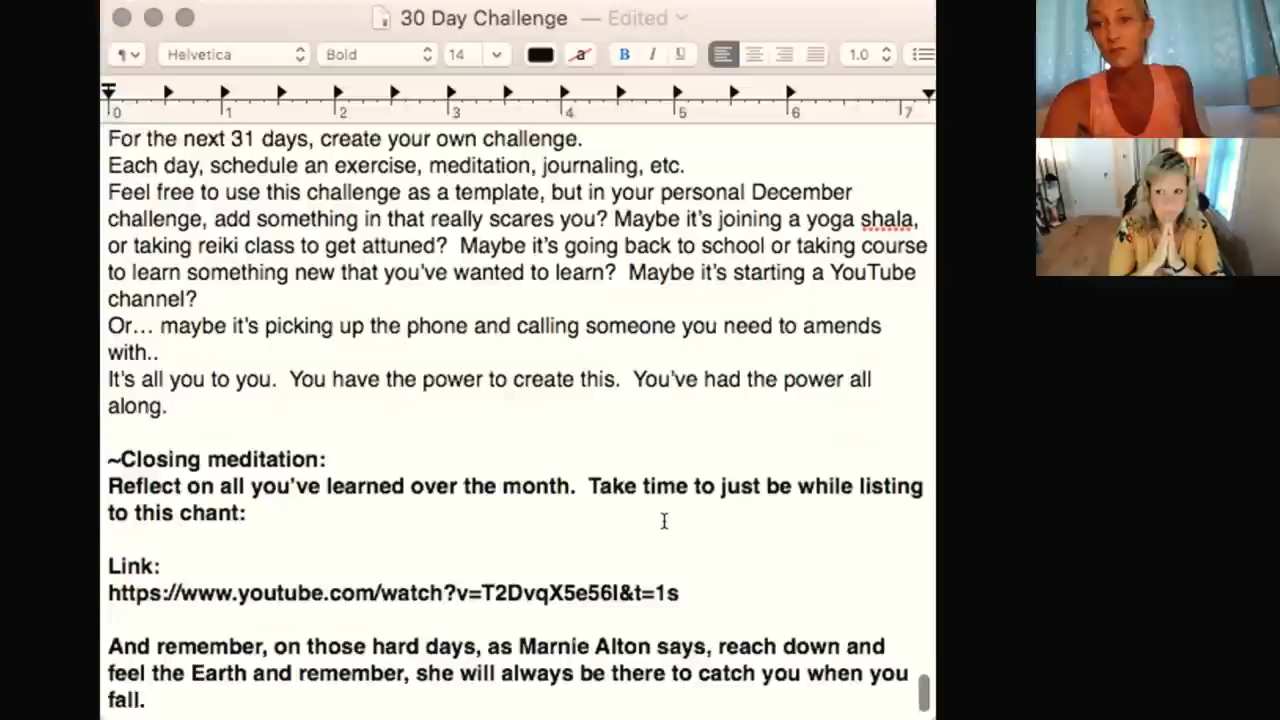 30 Day Challenge — Edited
Helvetica Bold 14 a B I U 1.0
0 1 2 3 4 5 6 7
For the next 31 days, create your own challenge.
Each day, schedule an exercise, meditation, journaling, etc.
Feel free to use this challenge as a template, but in your personal December
challenge, add something in that really scares you? Maybe it's joining a yoga shala,
or taking reiki class to get attuned?  Maybe it's going back to school or taking course
to learn something new that you've wanted to learn?  Maybe it's starting a YouTube
channel?
Or… maybe it's picking up the phone and calling someone you need to amends
with..
It's all you to you.  You have the power to create this.  You've had the power all
along.
~Closing meditation:
Reflect on all you've learned over the month.  Take time to just be while listing
to this chant:
Link:
https://www.youtube.com/watch?v=T2DvqX5e56I&t=1s
And remember, on those hard days, as Marnie Alton says, reach down and
feel the Earth and remember, she will always be there to catch you when you
fall.